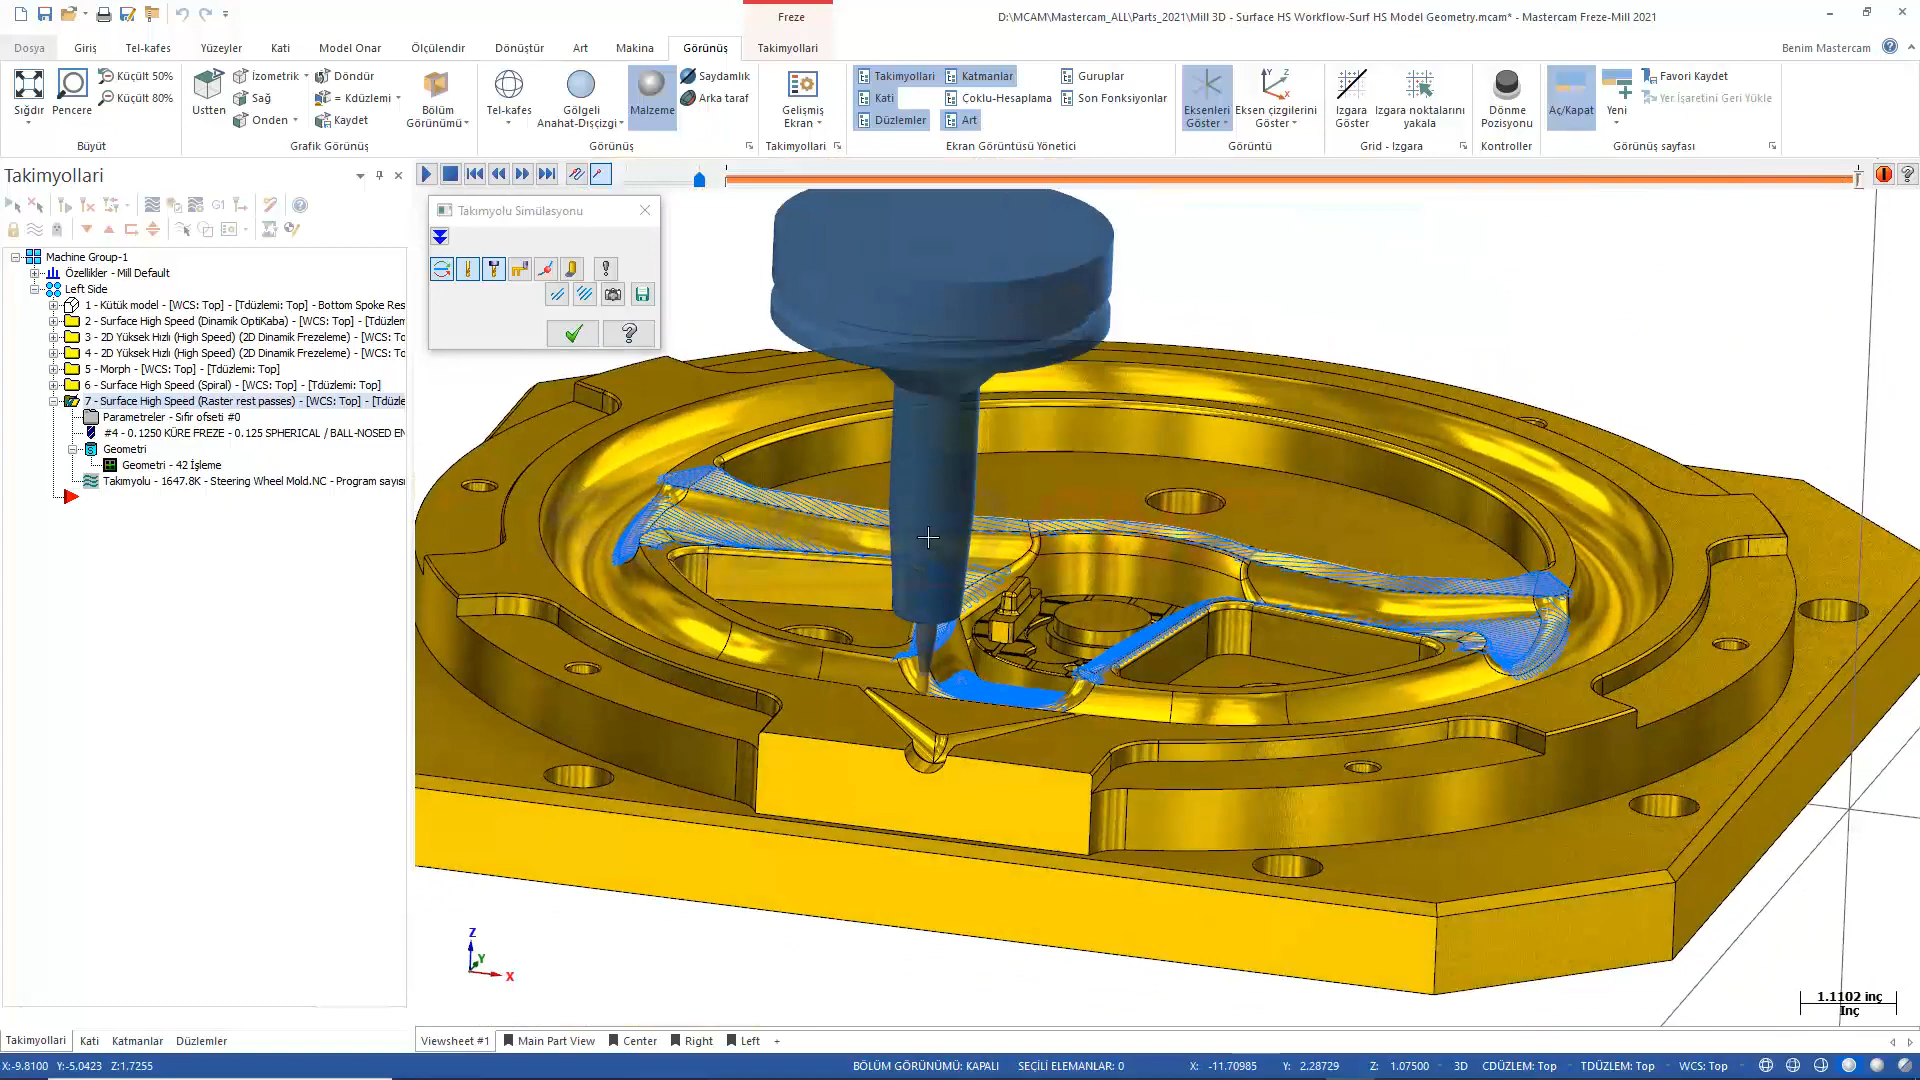 Freze
D:\MCAM\Mastercam_ALL\Parts_2021\Mill 3D - Surface HS Workflow-Surf HS Model Geometry.mcam* - Mastercam Freze-Mill 2021
Dosya
Giriş
Tel-kafes
Yüzeyler
Kati
Model Onar
Ölçülendir
Dönüştür
Art
Makina
Görünüş
Takimyollari
Benim Mastercam
Sığdır
Pencere
Küçült 50%
Küçült 80%
Büyüt
Ustten
İzometrik
Sağ
Onden
Döndür
= Kdüzlemi
Kaydet
Bölüm
Görünümü
Grafik Görünüş
Tel-kafes
Gölgeli
Anahat-Dışçizgi
Malzeme
Saydamlık
Arka taraf
Görünüş
Gelişmiş
Ekran
Takimyollari
Takimyollari
Kati
Düzlemler
Katmanlar
Çoklu-Hesaplama
Art
Guruplar
Son Fonksiyonlar
Ekran Görüntüsü Yönetici
Eksenleri
Göster
Eksen çizgilerini
Göster
Görüntü
Izgara
Göster
Izgara noktalarını
yakala
Grid - Izgara
Dönme
Pozisyonu
Kontroller
Aç/Kapat
Yeni
Favori Kaydet
Yer İşaretini Geri Yükle
Görünüş sayfası
Takimyollari
G1
Machine Group-1
Özellikler - Mill Default
Left Side
1 - Kütük model - [WCS: Top] - [Tdüzlemi: Top] - Bottom Spoke Res
2 - Surface High Speed (Dinamik OptiKaba) - [WCS: Top] - [Tdüzlem
3 - 2D Yüksek Hızlı (High Speed) (2D Dinamik Frezeleme) - [WCS: To
4 - 2D Yüksek Hızlı (High Speed) (2D Dinamik Frezeleme) - [WCS: To
5 - Morph - [WCS: Top] - [Tdüzlemi: Top]
6 - Surface High Speed (Spiral) - [WCS: Top] - [Tdüzlemi: Top]
7 - Surface High Speed (Raster rest passes) - [WCS: Top] - [Tdüzle
Parametreler - Sıfır ofseti #0
#4 - 0.1250 KÜRE FREZE - 0.125 SPHERICAL / BALL-NOSED EN
Geometri
Geometri - 42 İşleme
Takımyolu - 1647.8K - Steering Wheel Mold.NC - Program sayısı
Takımyolu Simülasyonu
Z
Y
X
1.1102 inç
Inç
Takimyollari
Kati
Katmanlar
Düzlemler
Viewsheet #1
Main Part View
Center
Right
Left
+
X:-9.8100
Y:-5.0423
Z:1.7255
BÖLÜM GÖRÜNÜMÜ: KAPALI
SEÇİLİ ELEMANLAR: 0
X: -11.70985
Y: 2.28729
Z: 1.07500
3D
CDÜZLEM: Top
TDÜZLEM: Top
WCS: Top